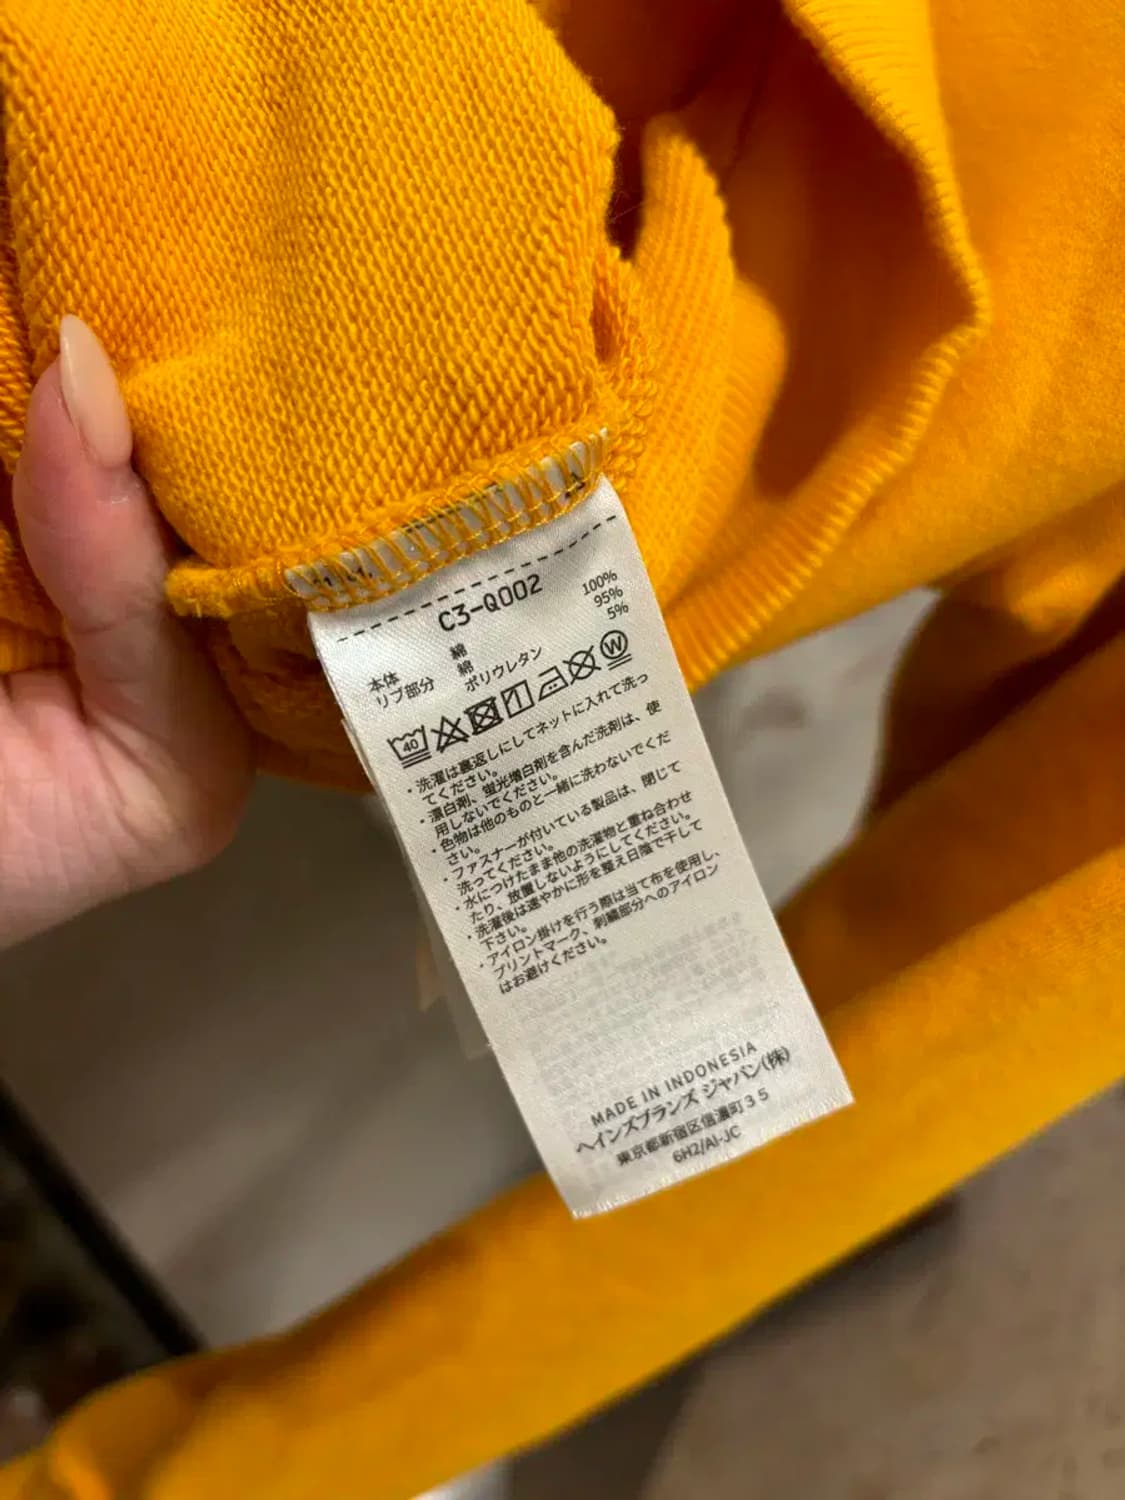 C3-Q002
本体 綿 100%
リブ部分 綿 95%
ポリウレタン 5%
40 W
・洗濯は裏返しにしてネットに入れて洗っ
てください。
・漂白剤、蛍光増白剤を含んだ洗剤は、使
用しないでください。
・色物は他のものと一緒に洗わないでくだ
さい。
・ファスナーが付いている製品は、閉じて
洗ってください。
・水につけたまま他の洗濯物と重ね合わせ
たり、放置しないようにしてください。
・洗濯後は速やかに形を整え日陰で干して
下さい。
・アイロン掛けを行う際は当て布を使用し、
プリントマーク、刺繍部分へのアイロン
はお避けください。
MADE IN INDONESIA
ヘインズブランズ ジャパン(株)
東京都新宿区信濃町35
6H2/AI-JC